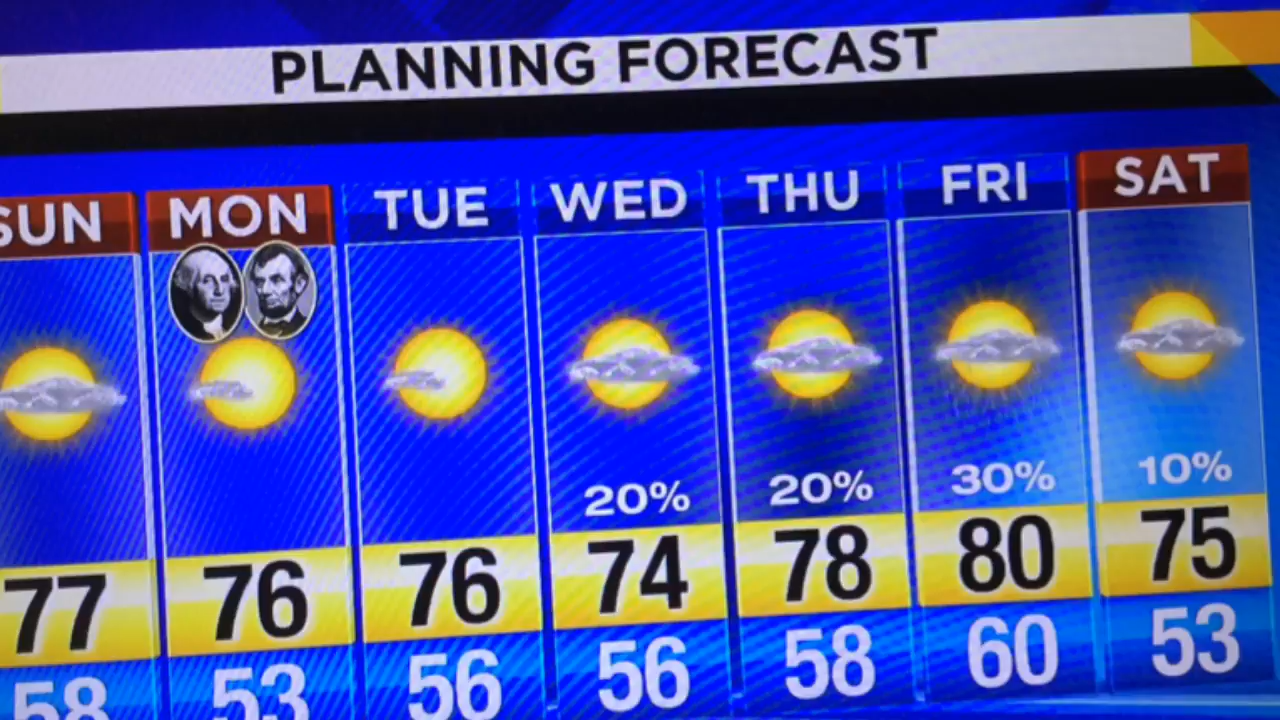 PLANNING FORECAST
SUN MON TUE WED THU FRI SAT
20% 20% 30% 10%
77 76 76 74 78 80 75
58 53 56 56 58 60 53